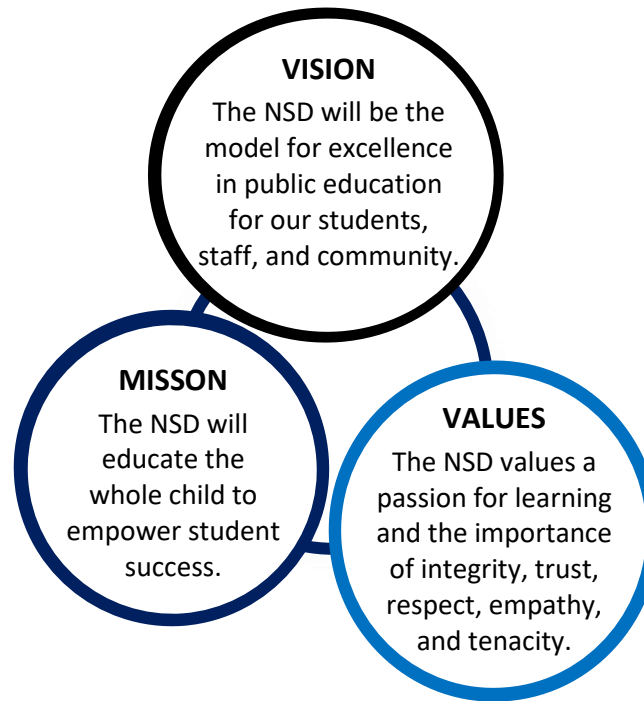 VISION
The NSD will be the
model for excellence
in public education
for our students,
staff, and community.
MISSON
The NSD will
educate the
whole child to
empower student
success.
VALUES
The NSD values a
passion for learning
and the importance
of integrity, trust,
respect, empathy,
and tenacity.